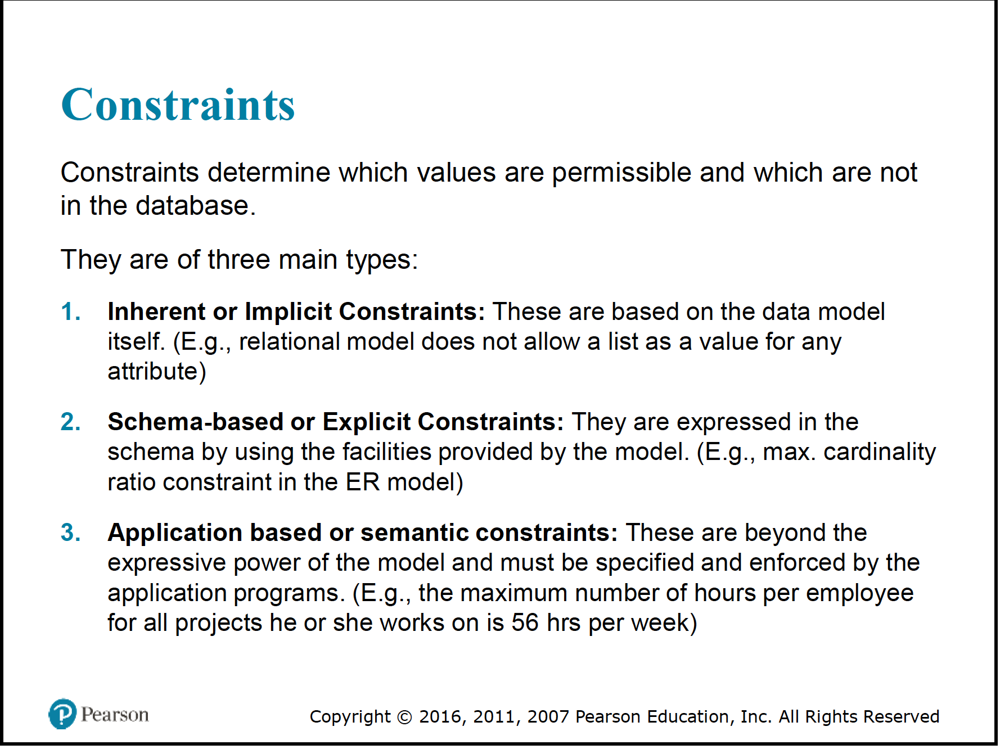 Constraints
Constraints determine which values are permissible and which are not
in the database.
They are of three main types:
1. Inherent or Implicit Constraints: These are based on the data model
itself. (E.g., relational model does not allow a list as a value for any
attribute)
2. Schema-based or Explicit Constraints: They are expressed in the
schema by using the facilities provided by the model. (E.g., max. cardinality
ratio constraint in the ER model)
3. Application based or semantic constraints: These are beyond the
expressive power of the model and must be specified and enforced by the
application programs. (E.g., the maximum number of hours per employee
for all projects he or she works on is 56 hrs per week)
Pearson
Copyright © 2016, 2011, 2007 Pearson Education, Inc. All Rights Reserved